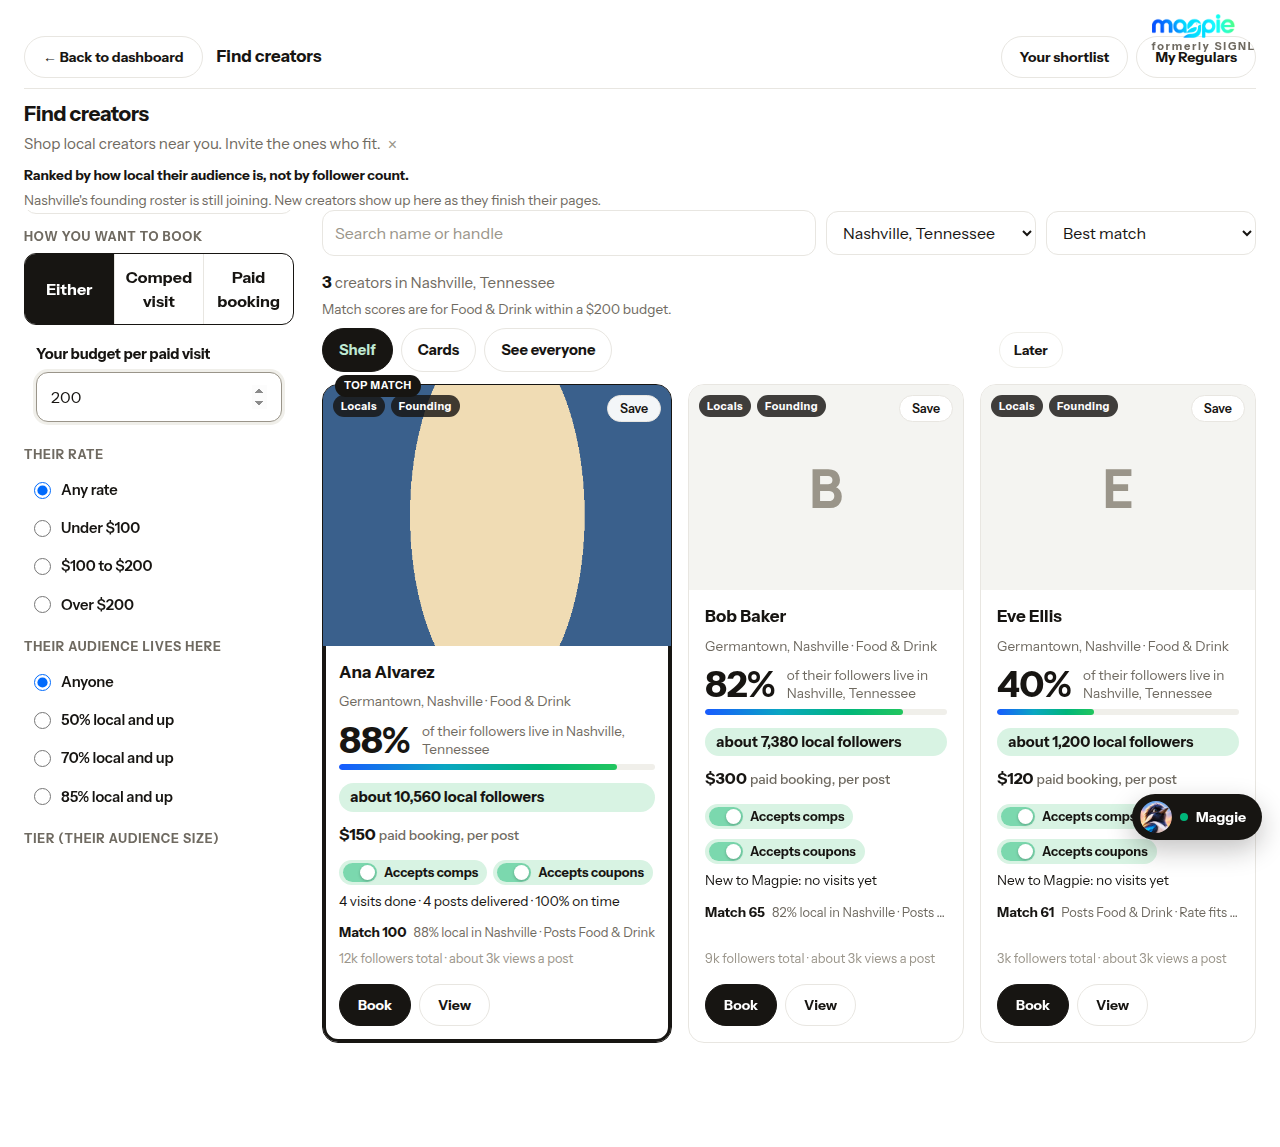 magpie
formerly SIGNL
← Back to dashboard
Find creators
Your shortlist
My Regulars
Find creators
Shop local creators near you. Invite the ones who fit. ×
Ranked by how local their audience is, not by follower count.
Nashville's founding roster is still joining. New creators show up here as they finish their pages.
HOW YOU WANT TO BOOK
Either
Comped visit
Paid booking
Your budget per paid visit
200
THEIR RATE
Any rate
Under $100
$100 to $200
Over $200
THEIR AUDIENCE LIVES HERE
Anyone
50% local and up
70% local and up
85% local and up
TIER (THEIR AUDIENCE SIZE)
Search name or handle
Nashville, Tennessee
Best match
3 creators in Nashville, Tennessee
Match scores are for Food & Drink within a $200 budget.
Shelf
Cards
See everyone
Later
TOP MATCH
Locals
Founding
Save
Ana Alvarez
Germantown, Nashville · Food & Drink
88%
of their followers live in Nashville,
Tennessee
about 10,560 local followers
$150 paid booking, per post
Accepts comps
Accepts coupons
4 visits done · 4 posts delivered · 100% on time
Match 100 88% local in Nashville · Posts Food & Drink
12k followers total · about 3k views a post
Book
View
Locals
Founding
Save
B
Bob Baker
Germantown, Nashville · Food & Drink
82%
of their followers live in
Nashville, Tennessee
about 7,380 local followers
$300 paid booking, per post
Accepts comps
Accepts coupons
New to Magpie: no visits yet
Match 65 82% local in Nashville · Posts ...
9k followers total · about 3k views a post
Book
View
Locals
Founding
Save
E
Eve Ellis
Germantown, Nashville · Food & Drink
40%
of their followers live in
Nashville, Tennessee
about 1,200 local followers
$120 paid booking, per post
Accepts comps
Accepts coupons
New to Magpie: no visits yet
Match 61 Posts Food & Drink · Rate fits ...
3k followers total · about 3k views a post
Book
View
Maggie